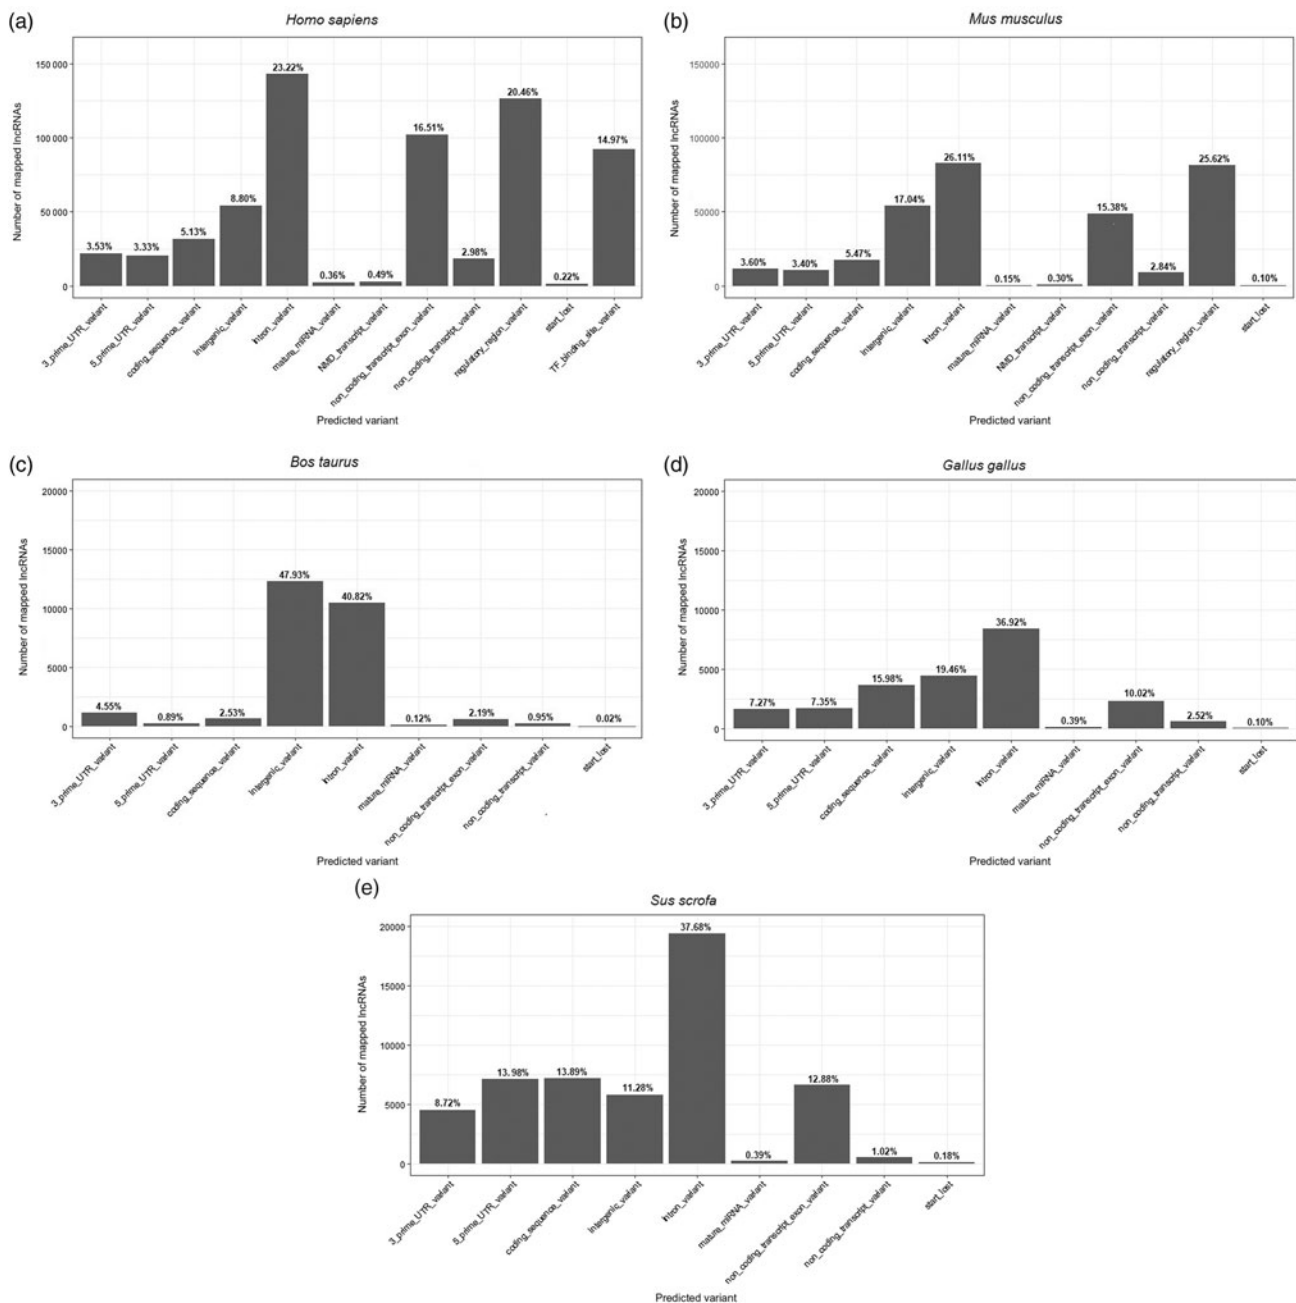 (a)
Homo sapiens
Number of mapped lncRNAs
150 000
100 000
50 000
0
3.53%
3.33%
5.13%
8.80%
23.22%
0.36%
0.49%
16.51%
2.98%
20.46%
0.22%
14.97%
3_prime_UTR_variant
5_prime_UTR_variant
coding_sequence_variant
intergenic_variant
intron_variant
mature_miRNA_variant
NMD_transcript_variant
non_coding_transcript_exon_variant
non_coding_transcript_variant
regulatory_region_variant
start_lost
TF_binding_site_variant
Predicted variant
(b)
Mus musculus
Number of mapped lncRNAs
150000
100000
50000
0
3.60%
3.40%
5.47%
17.04%
26.11%
0.15%
0.30%
15.38%
2.84%
25.62%
0.10%
3_prime_UTR_variant
5_prime_UTR_variant
coding_sequence_variant
intergenic_variant
intron_variant
mature_miRNA_variant
NMD_transcript_variant
non_coding_transcript_exon_variant
non_coding_transcript_variant
regulatory_region_variant
start_lost
Predicted variant
(c)
Bos taurus
Number of mapped lncRNAs
20000
15000
10000
5000
0
4.55%
0.89%
2.53%
47.93%
40.82%
0.12%
2.19%
0.95%
0.02%
3_prime_UTR_variant
5_prime_UTR_variant
coding_sequence_variant
intergenic_variant
intron_variant
mature_miRNA_variant
non_coding_transcript_exon_variant
non_coding_transcript_variant
start_lost
Predicted variant
(d)
Gallus gallus
Number of mapped lncRNAs
20000
15000
10000
5000
0
7.27%
7.35%
15.98%
19.46%
36.92%
0.39%
10.02%
2.52%
0.10%
3_prime_UTR_variant
5_prime_UTR_variant
coding_sequence_variant
intergenic_variant
intron_variant
mature_miRNA_variant
non_coding_transcript_exon_variant
non_coding_transcript_variant
start_lost
Predicted variant
(e)
Sus scrofa
Number of mapped lncRNAs
20000
15000
10000
5000
0
8.72%
13.98%
13.89%
11.28%
37.68%
0.39%
12.88%
1.02%
0.18%
3_prime_UTR_variant
5_prime_UTR_variant
coding_sequence_variant
intergenic_variant
intron_variant
mature_miRNA_variant
non_coding_transcript_exon_variant
non_coding_transcript_variant
start_lost
Predicted variant